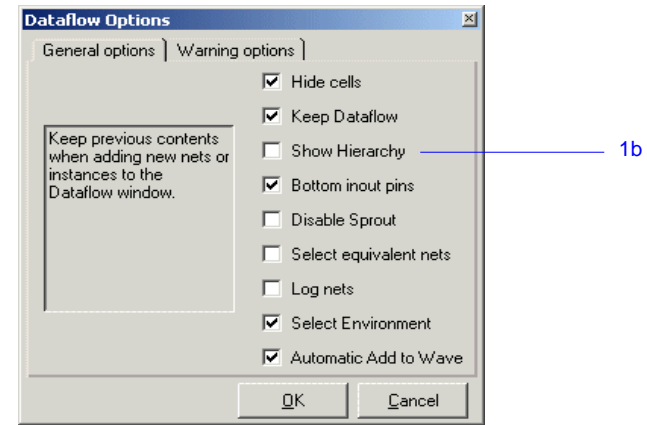 Dataflow Options
General options
Warning options
Hide cells
Keep Dataflow
Keep previous contents
when adding new nets or
instances to the
Dataflow window.
Show Hierarchy
1b
Bottom inout pins
Disable Sprout
Select equivalent nets
Log nets
Select Environment
Automatic Add to Wave
OK
Cancel